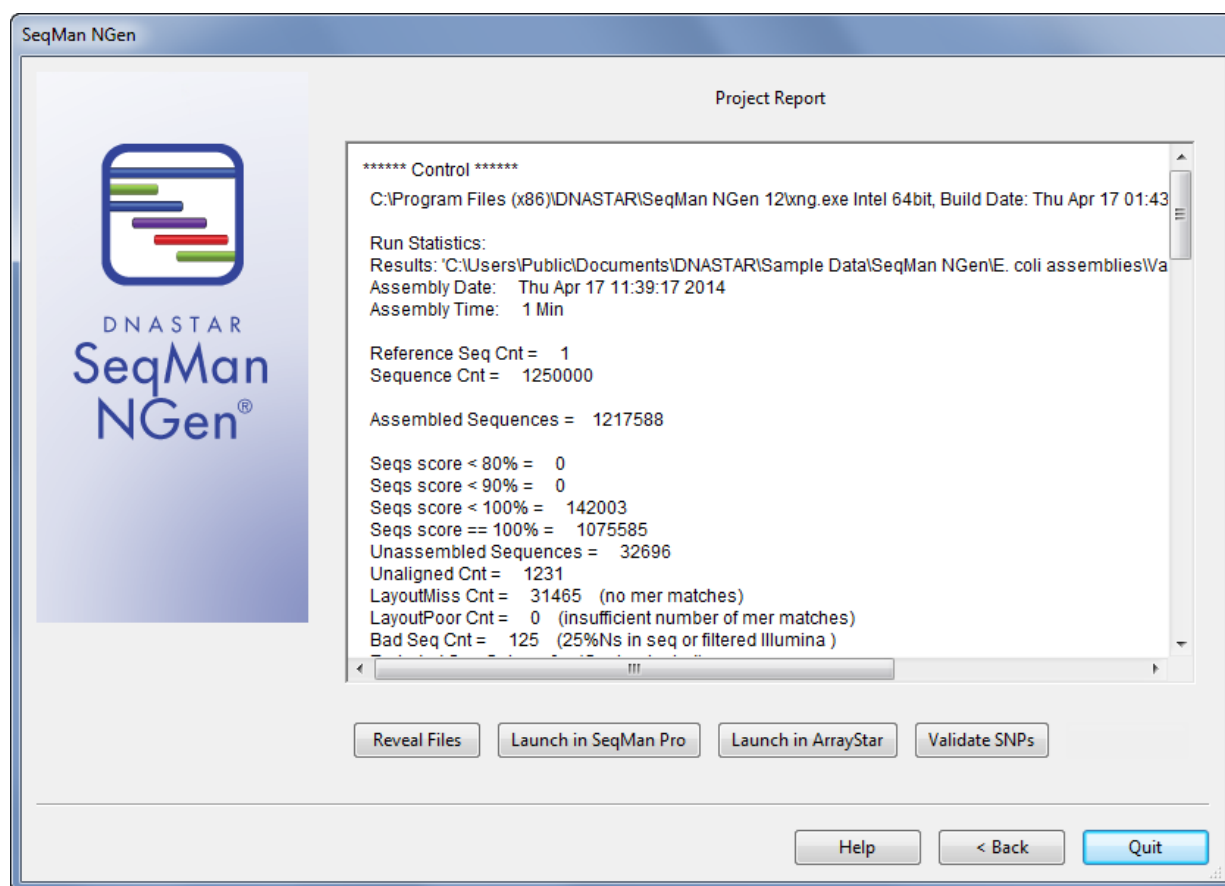 SeqMan NGen
Project Report
DNASTAR
SeqMan
NGen®
****** Control ******
C:\Program Files (x86)\DNASTAR\SeqMan NGen 12\xng.exe Intel 64bit, Build Date: Thu Apr 17 01:43
Run Statistics:
Results: 'C:\Users\Public\Documents\DNASTAR\Sample Data\SeqMan NGen\E. coli assemblies\Va
Assembly Date: Thu Apr 17 11:39:17 2014
Assembly Time: 1 Min
Reference Seq Cnt = 1
Sequence Cnt = 1250000
Assembled Sequences = 1217588
Seqs score < 80% = 0
Seqs score < 90% = 0
Seqs score < 100% = 142003
Seqs score == 100% = 1075585
Unassembled Sequences = 32696
Unaligned Cnt = 1231
LayoutMiss Cnt = 31465 (no mer matches)
LayoutPoor Cnt = 0 (insufficient number of mer matches)
Bad Seq Cnt = 125 (25%Ns in seq or filtered Illumina )
Reveal Files
Launch in SeqMan Pro
Launch in ArrayStar
Validate SNPs
Help
< Back
Quit